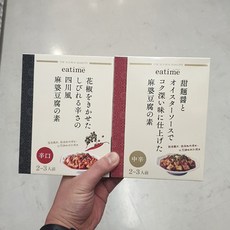 eatime
花椒をきかせた
しびれる辛さの
四川風
麻婆豆腐の素
辛口
2-3人前
eatime
甜麺醤と
オイスターソースで
コク深い味に仕上げた
麻婆豆腐の素
中辛
2-3人前